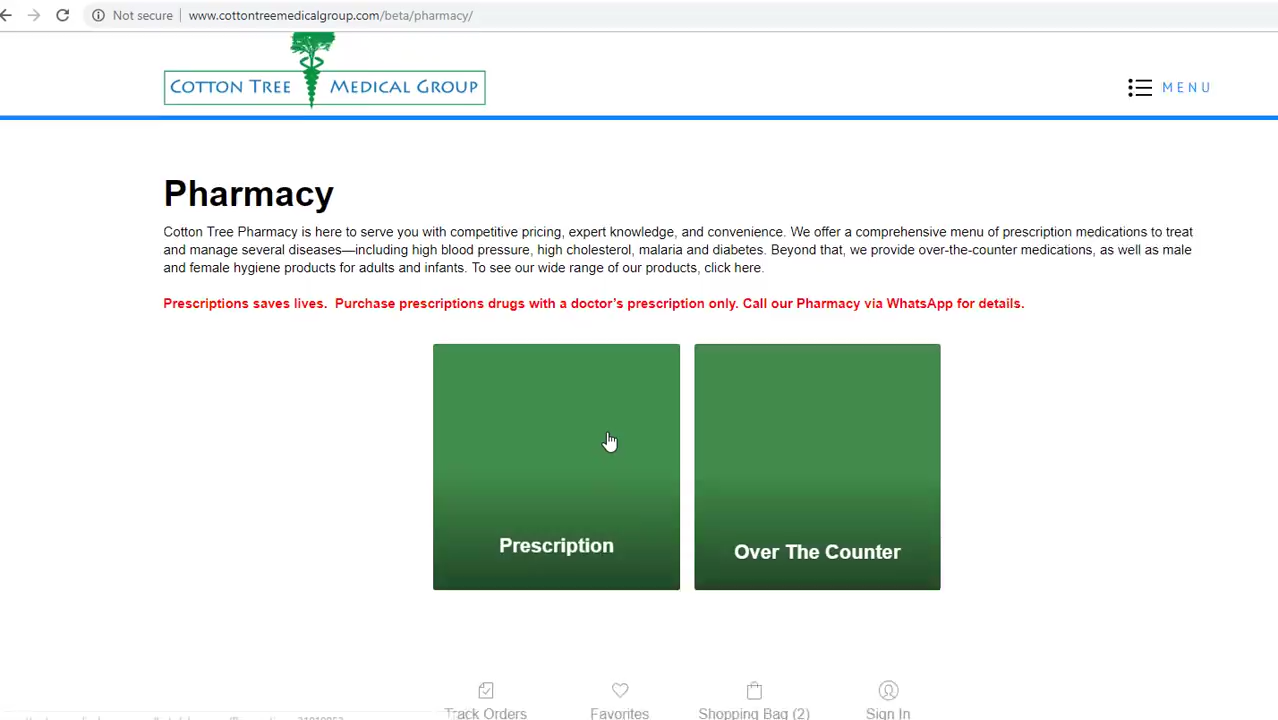 Not secure
www.cottontreemedicalgroup.com/beta/pharmacy/
COTTON TREE MEDICAL GROUP
MENU
Pharmacy
Cotton Tree Pharmacy is here to serve you with competitive pricing, expert knowledge, and convenience. We offer a comprehensive menu of prescription medications to treat
and manage several diseases—including high blood pressure, high cholesterol, malaria and diabetes. Beyond that, we provide over-the-counter medications, as well as male
and female hygiene products for adults and infants. To see our wide range of our products, click here.
Prescriptions saves lives. Purchase prescriptions drugs with a doctor's prescription only. Call our Pharmacy via WhatsApp for details.
Prescription
Over The Counter
Track Orders
Favorites
Shopping Bag (2)
Sign In